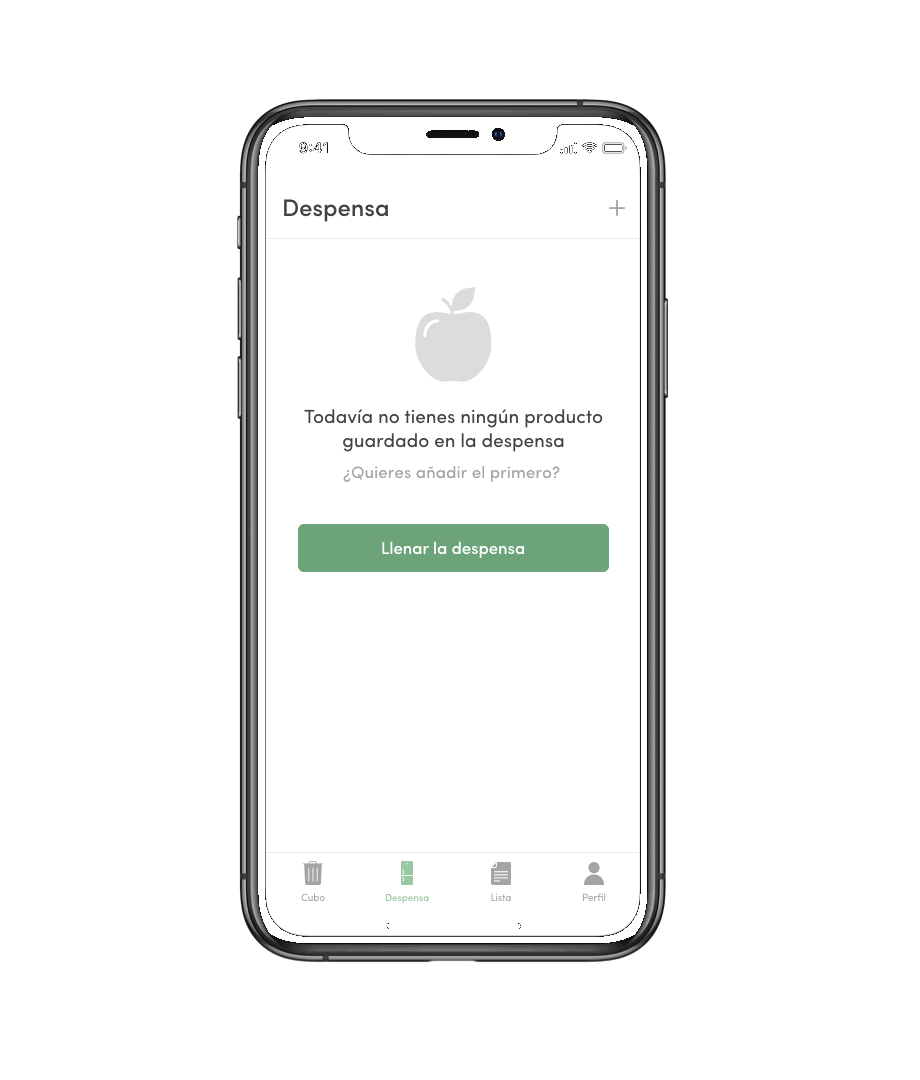 9:41
Despensa
Todavía no tienes ningún producto
guardado en la despensa
¿Quieres añadir el primero?
Llenar la despensa
Cubo
Despensa
Lista
Perfil